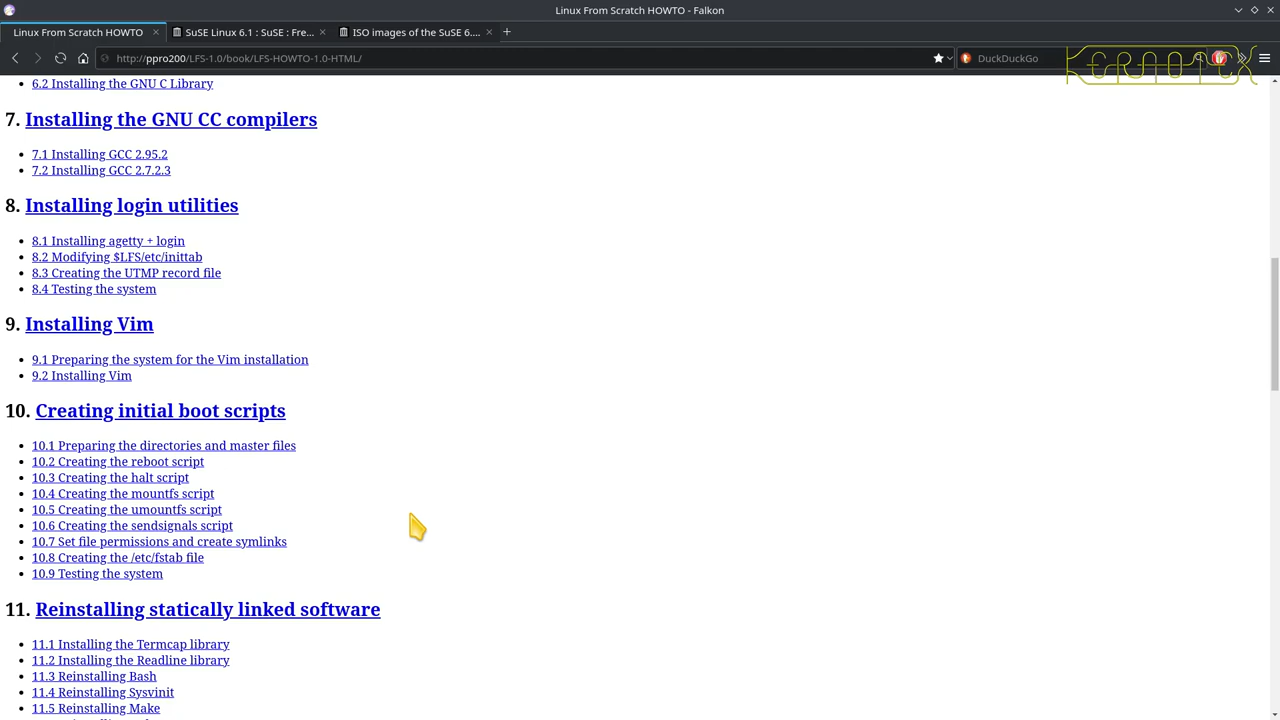 Linux From Scratch HOWTO - Falkon
Linux From Scratch HOWTO
SuSE Linux 6.1 : SuSE : Fre...
ISO images of the SuSE 6....
http://ppro200/LFS-1.0/book/LFS-HOWTO-1.0-HTML/
DuckDuckGo
6.2 Installing the GNU C Library
7. Installing the GNU CC compilers
7.1 Installing GCC 2.95.2
7.2 Installing GCC 2.7.2.3
8. Installing login utilities
8.1 Installing agetty + login
8.2 Modifying $LFS/etc/inittab
8.3 Creating the UTMP record file
8.4 Testing the system
9. Installing Vim
9.1 Preparing the system for the Vim installation
9.2 Installing Vim
10. Creating initial boot scripts
10.1 Preparing the directories and master files
10.2 Creating the reboot script
10.3 Creating the halt script
10.4 Creating the mountfs script
10.5 Creating the umountfs script
10.6 Creating the sendsignals script
10.7 Set file permissions and create symlinks
10.8 Creating the /etc/fstab file
10.9 Testing the system
11. Reinstalling statically linked software
11.1 Installing the Termcap library
11.2 Installing the Readline library
11.3 Reinstalling Bash
11.4 Reinstalling Sysvinit
11.5 Reinstalling Make